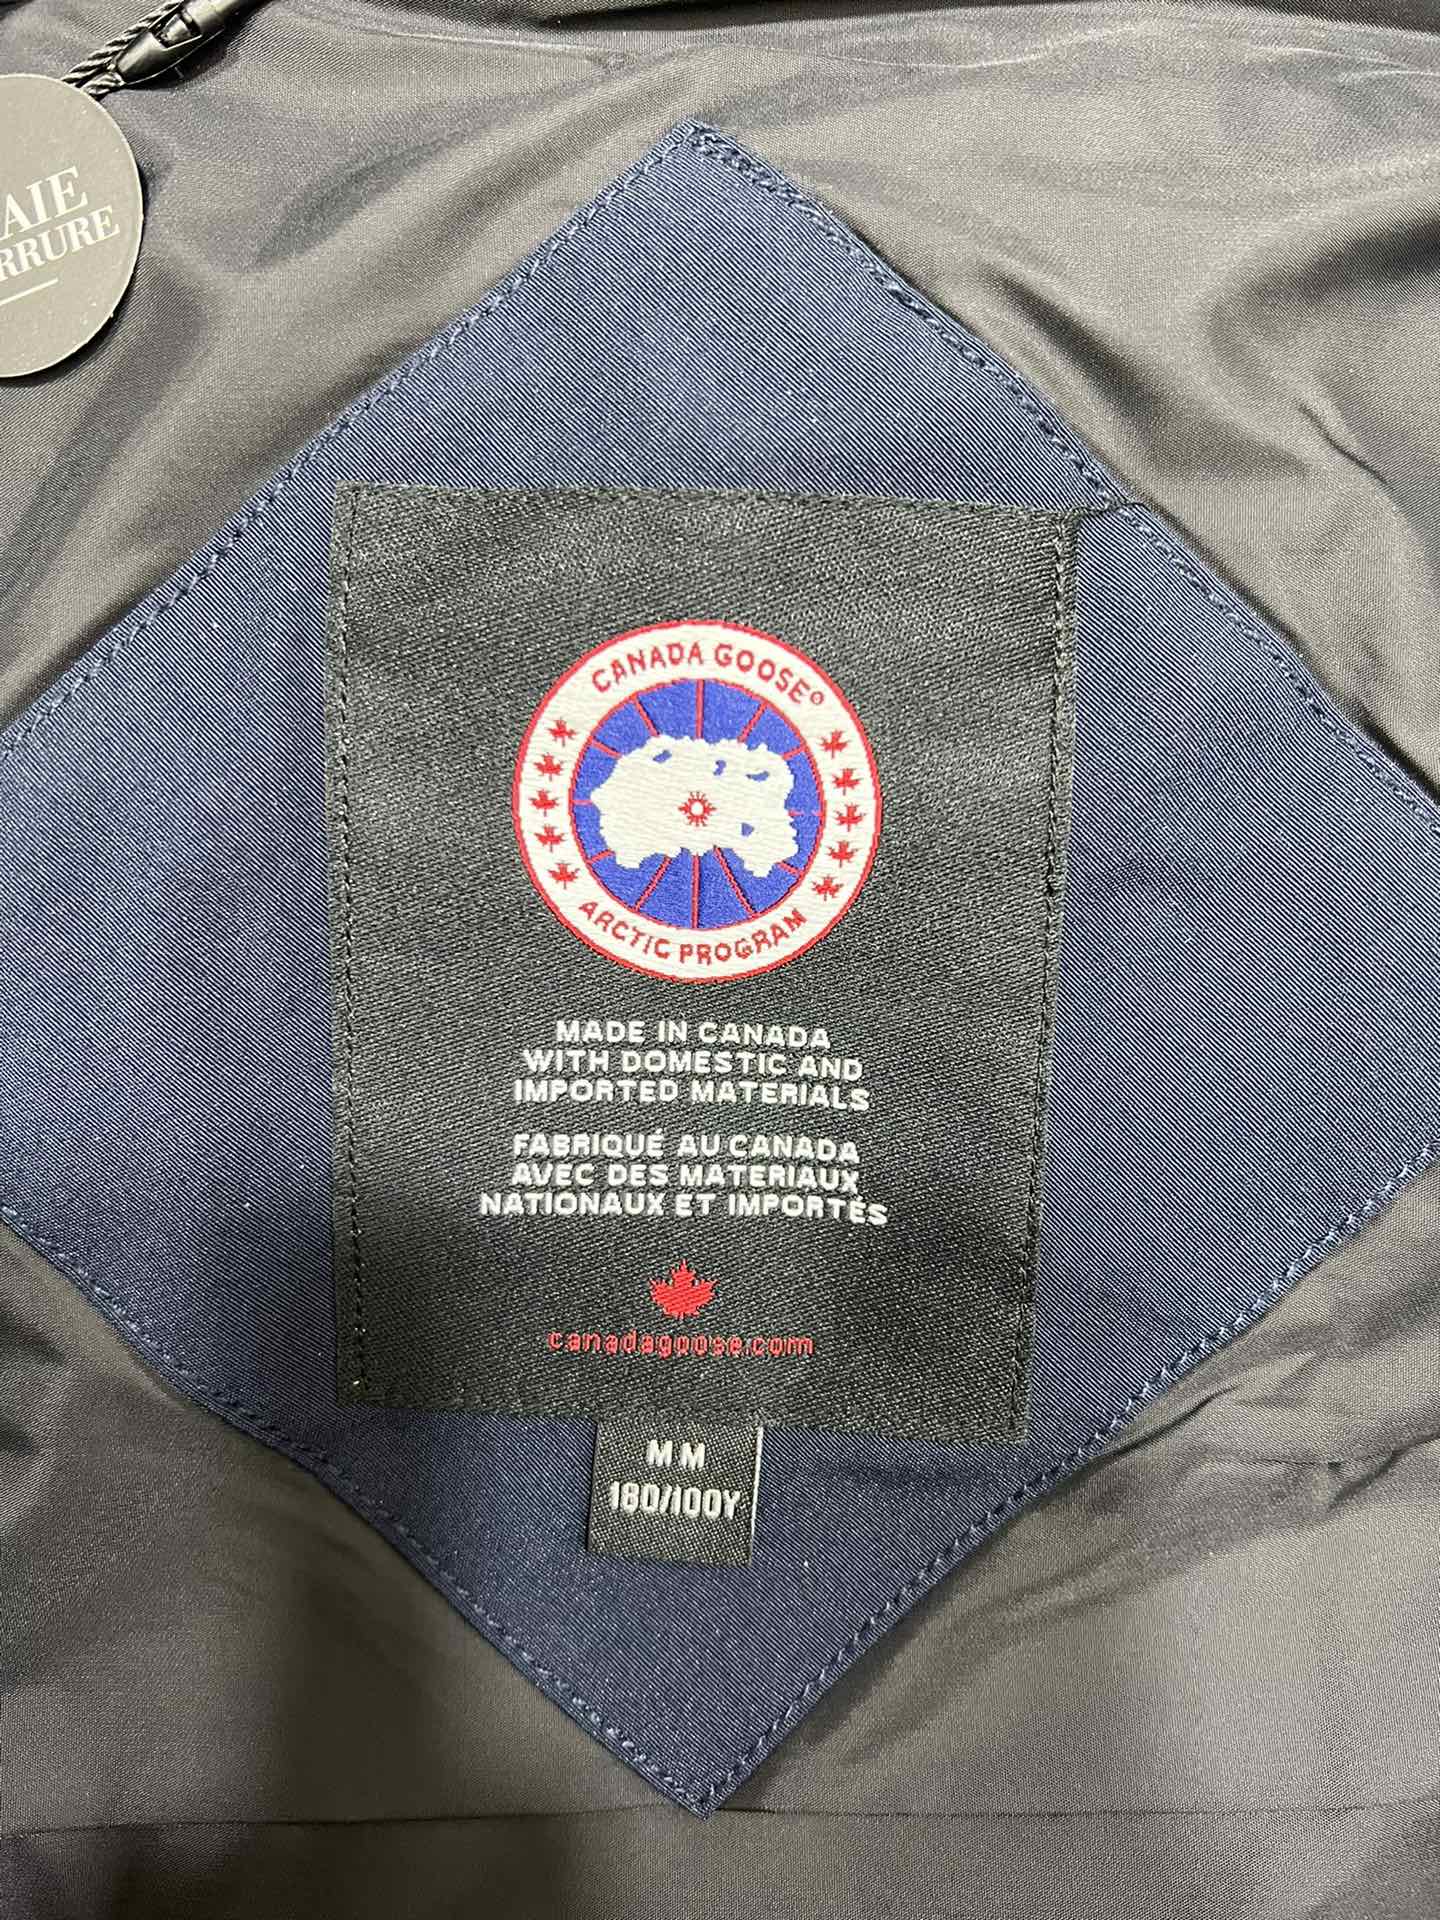 AIE
RRURE
CANADA GOOSE®
ARCTIC PROGRAM
MADE IN CANADA
WITH DOMESTIC AND
IMPORTED MATERIALS
FABRIQUÉ AU CANADA
AVEC DES MATERIAUX
NATIONAUX ET IMPORTÉS
canadagoose.com
MM
180/100Y